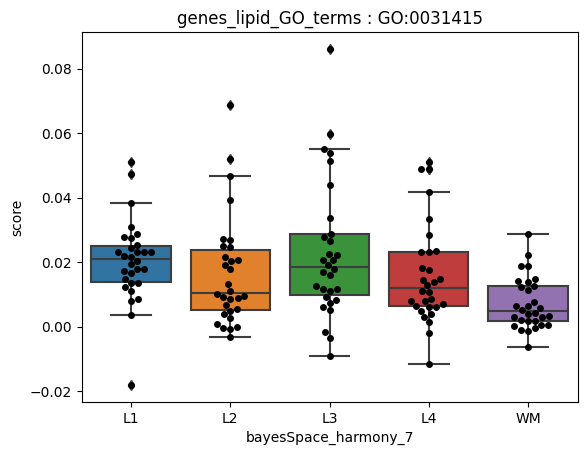 genes_lipid_GO_terms : GO:0031415
score
0.08
0.06
0.04
0.02
0.00
−0.02
L1 L2 L3 L4 WM
bayesSpace_harmony_7